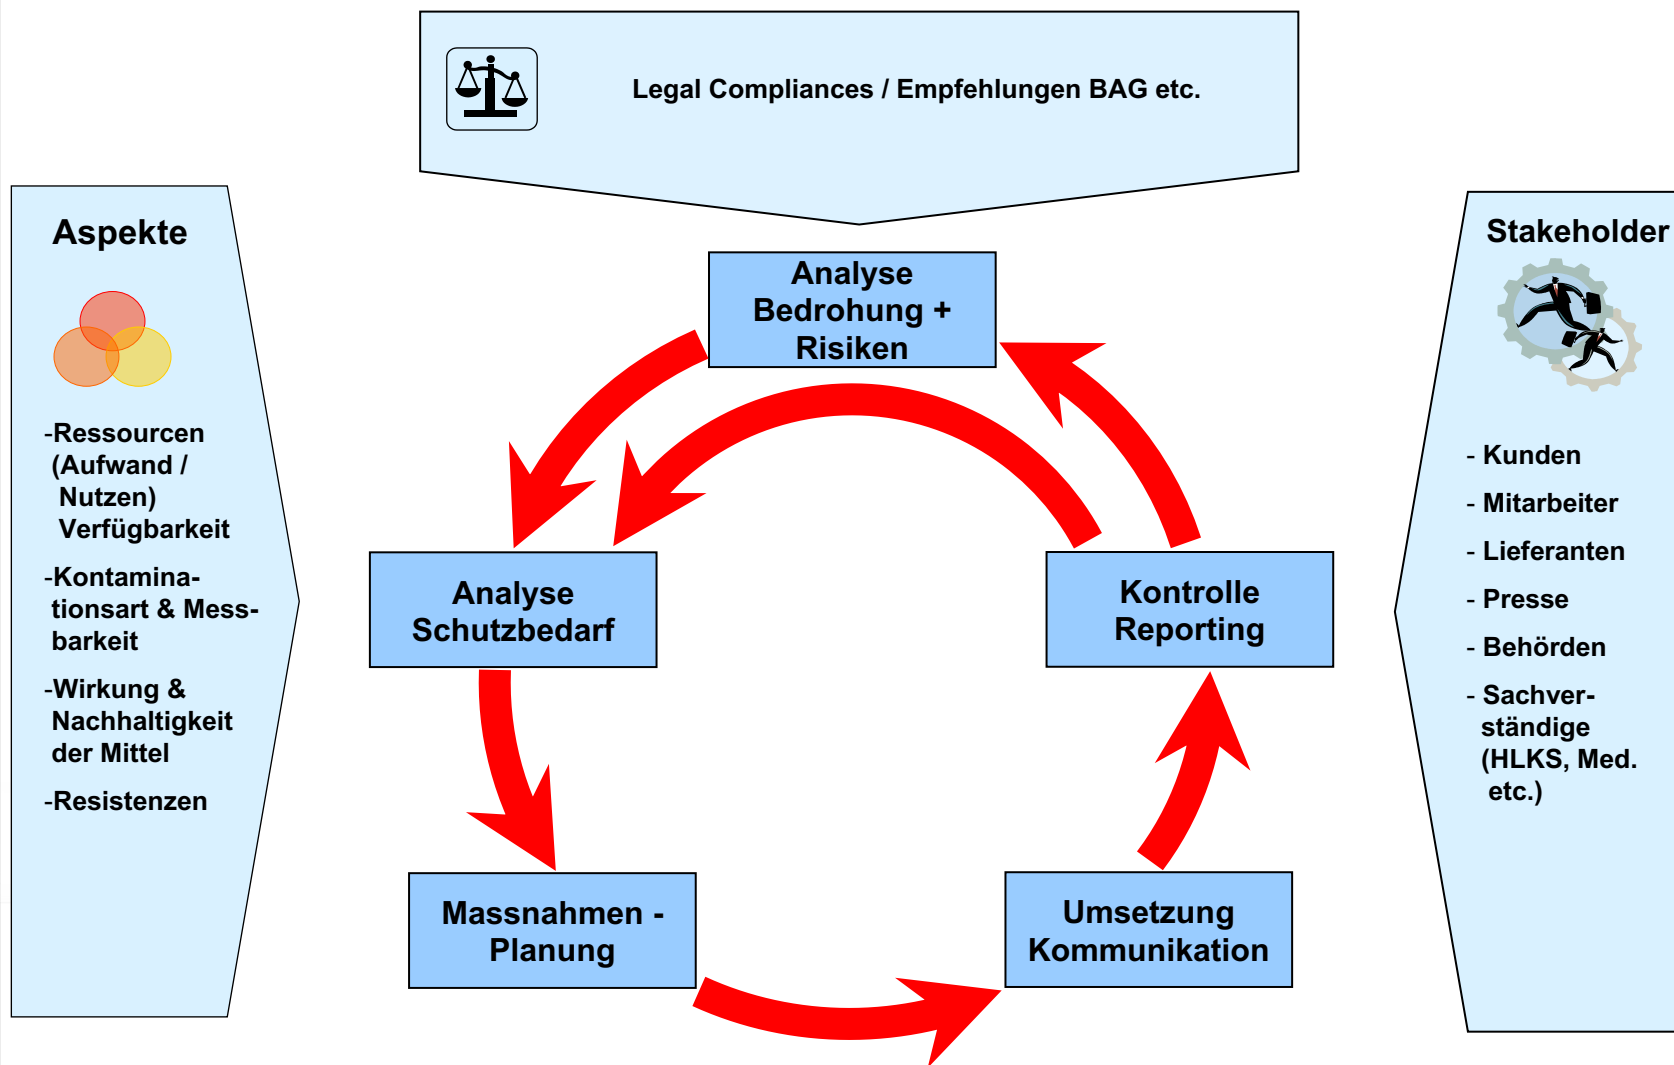 Legal Compliances / Empfehlungen BAG etc.
Aspekte
-Ressourcen
(Aufwand /
Nutzen)
Verfügbarkeit
-Kontamina-
tionsart & Mess-
barkeit
-Wirkung &
Nachhaltigkeit
der Mittel
-Resistenzen
Analyse
Bedrohung +
Risiken
Analyse
Schutzbedarf
Massnahmen -
Planung
Umsetzung
Kommunikation
Kontrolle
Reporting
Stakeholder
- Kunden
- Mitarbeiter
- Lieferanten
- Presse
- Behörden
- Sachver-
ständige
(HLKS, Med.
etc.)